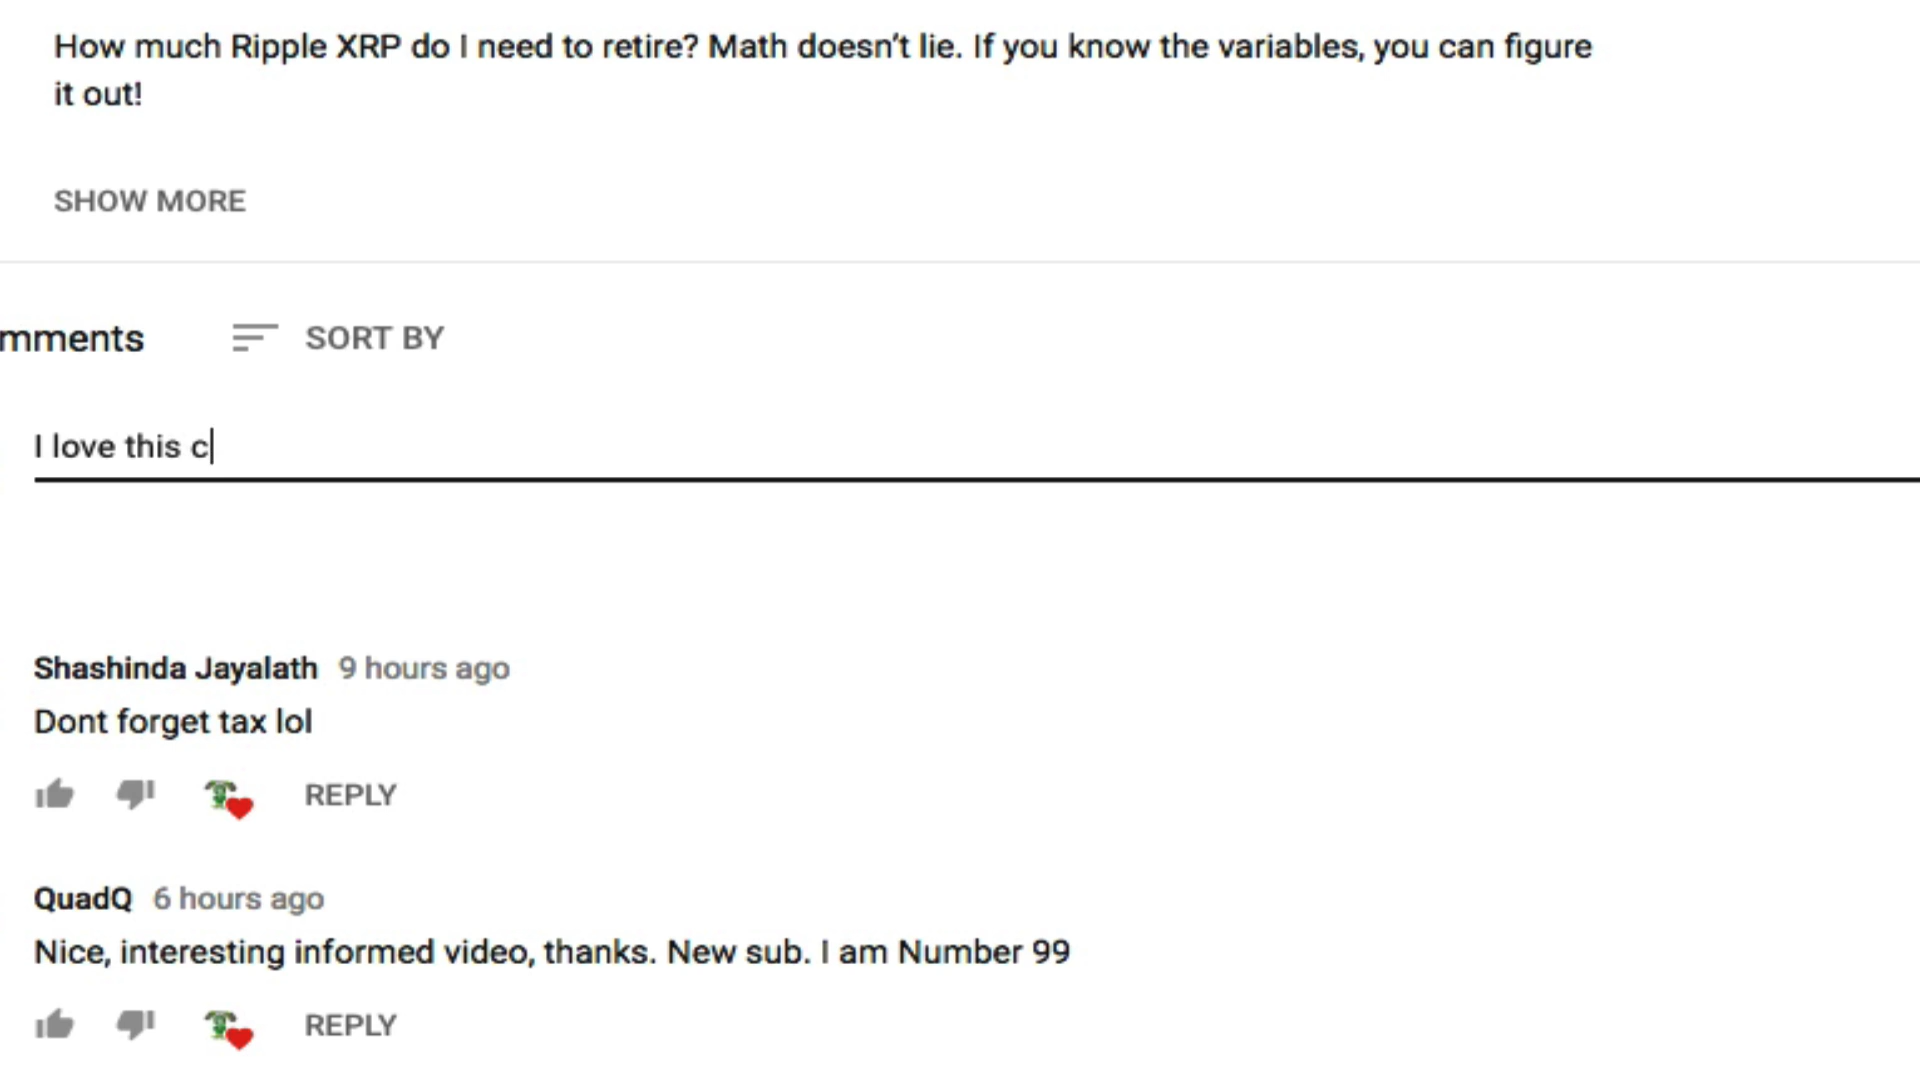 How much Ripple XRP do I need to retire? Math doesn't lie. If you know the variables, you can figure
it out!
SHOW MORE
mments SORT BY
I love this c
Shashinda Jayalath 9 hours ago
Dont forget tax lol
REPLY
QuadQ 6 hours ago
Nice, interesting informed video, thanks. New sub. I am Number 99
REPLY